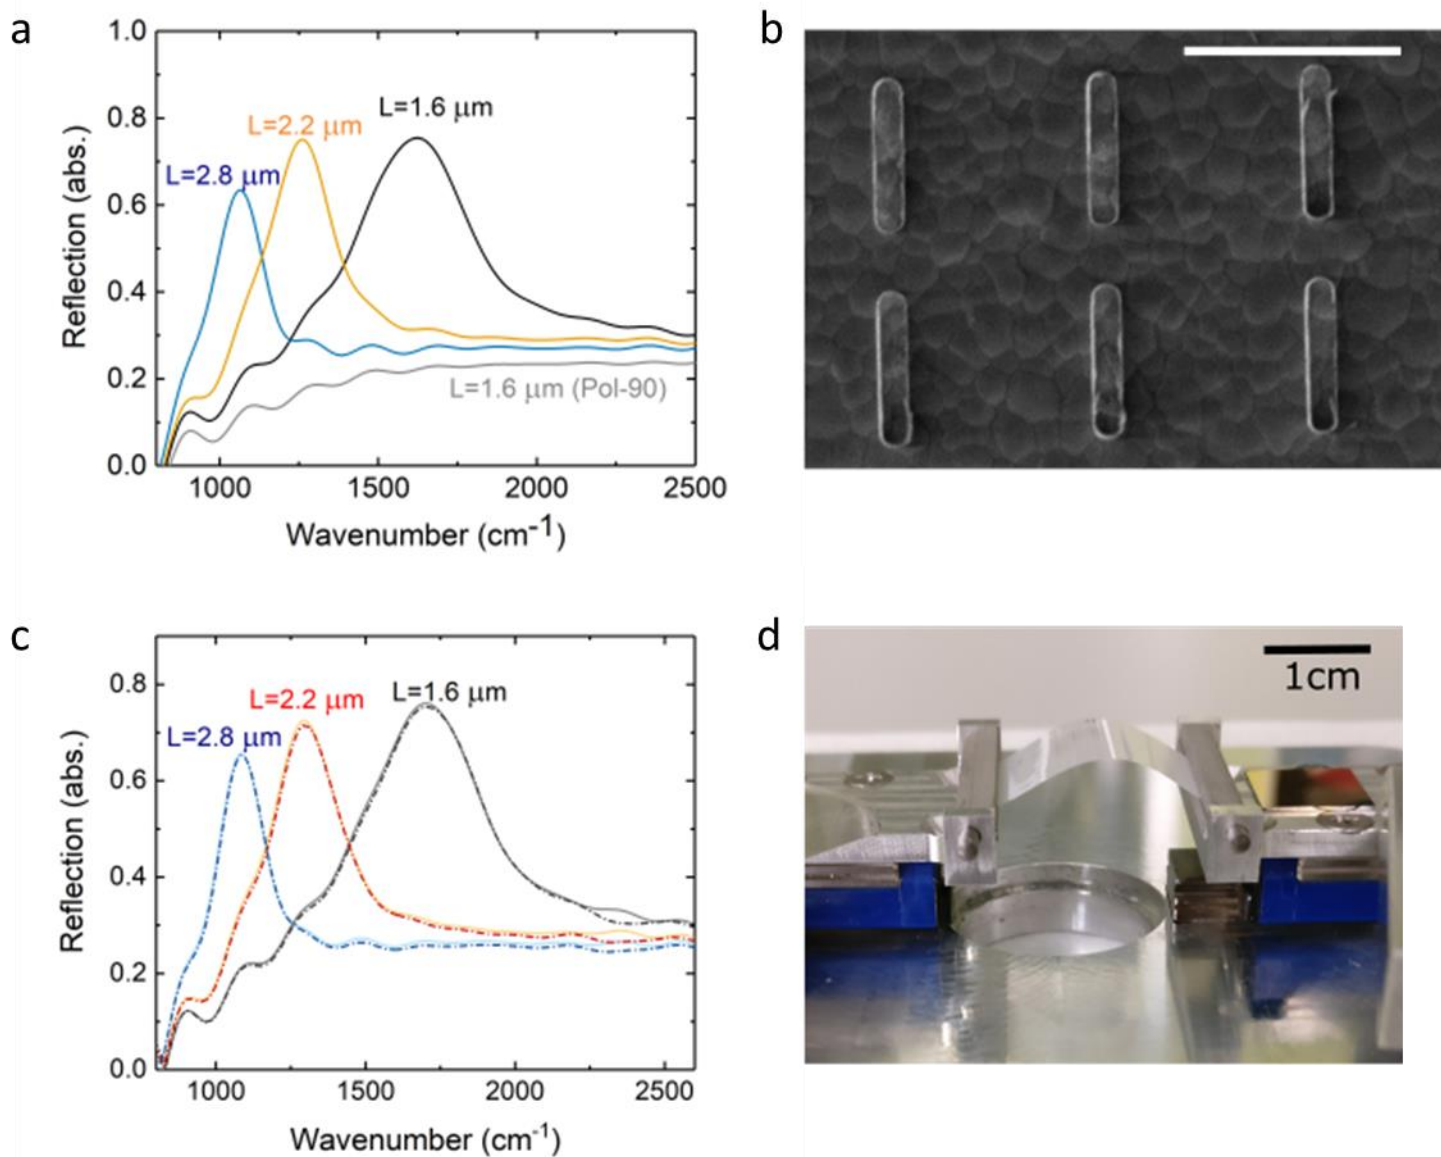 a
1.0
0.8
0.6
0.4
0.2
0.0
Reflection (abs.)
L=1.6 μm
L=2.2 μm
L=2.8 μm
L=1.6 μm (Pol-90)
1000 1500 2000 2500
Wavenumber (cm-1)
b
c
0.8
0.6
0.4
0.2
0.0
Reflection (abs.)
L=1.6 μm
L=2.2 μm
L=2.8 μm
1000 1500 2000 2500
Wavenumber (cm-1)
d
1cm